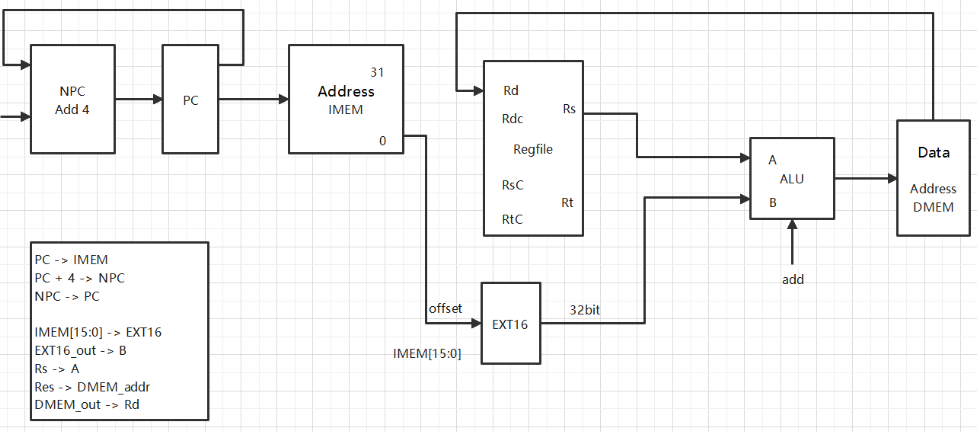 NPC
Add 4
PC
31
Address
IMEM
0
Rd
Rs
Rdc
Regfile
RsC
Rt
RtC
A
ALU
B
add
Data
Address
DMEM
offset
EXT16
32bit
IMEM[15:0]
PC -> IMEM
PC + 4 -> NPC
NPC -> PC
IMEM[15:0] -> EXT16
EXT16_out -> B
Rs -> A
Res -> DMEM_addr
DMEM_out -> Rd